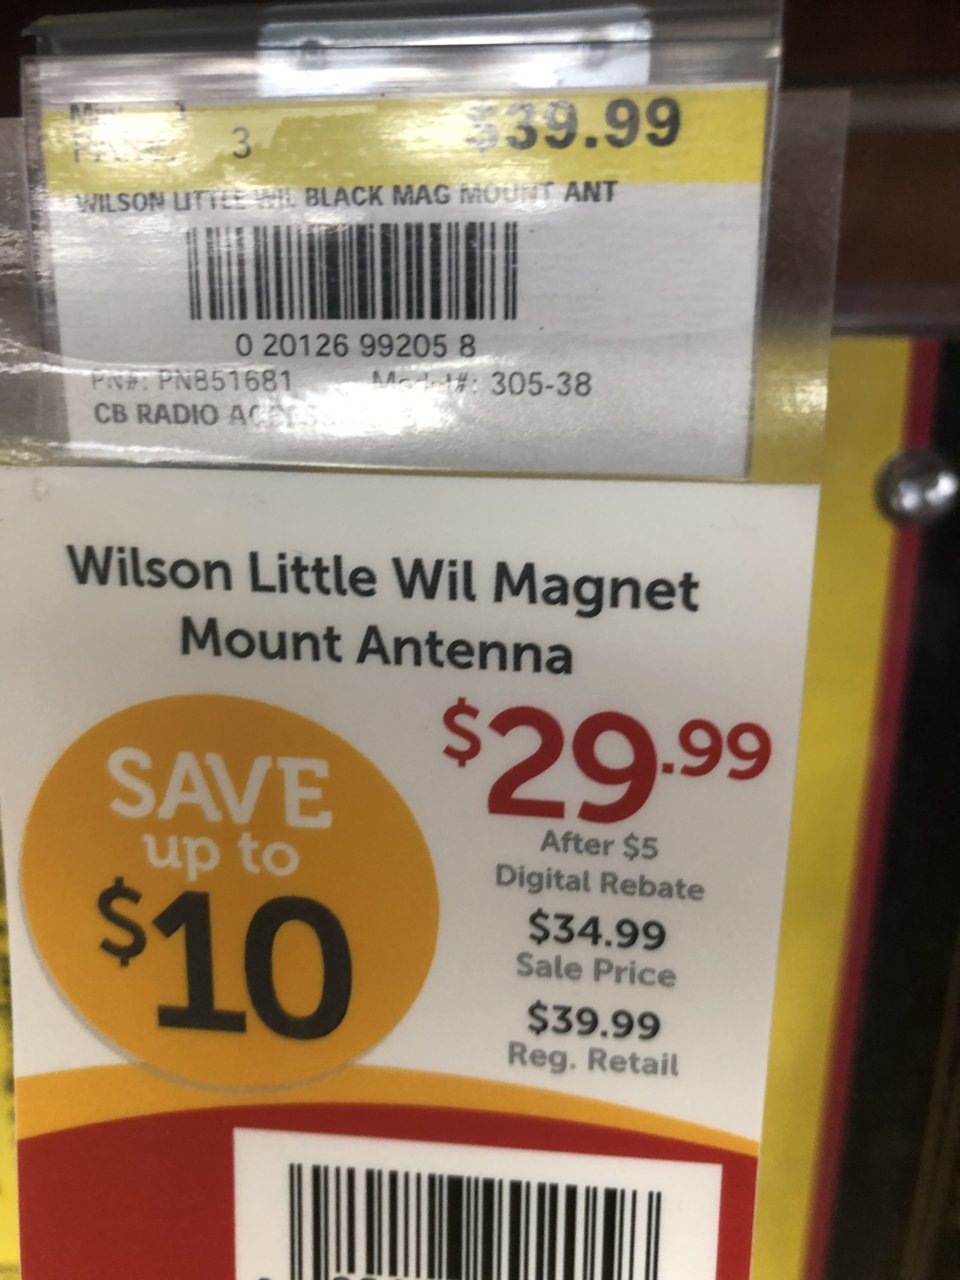 3
$39.99
WILSON LITTLE WIL BLACK MAG MOUNT ANT
0 20126 99205 8
PN#: PN851681 Model#: 305-38
CB RADIO
Wilson Little Wil Magnet
Mount Antenna
SAVE
up to
$10
$29.99
After $5
Digital Rebate
$34.99
Sale Price
$39.99
Reg. Retail